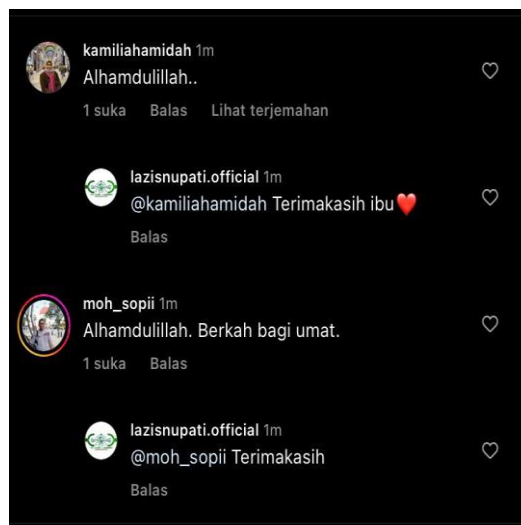 kamiliahamidah 1m
Alhamdulillah..
1 suka Balas Lihat terjemahan
lazisnupati.official 1m
@kamiliahamidah Terimakasih ibu❤️
Balas
moh_sopii 1m
Alhamdulillah. Berkah bagi umat.
1 suka Balas
lazisnupati.official 1m
@moh_sopii Terimakasih
Balas